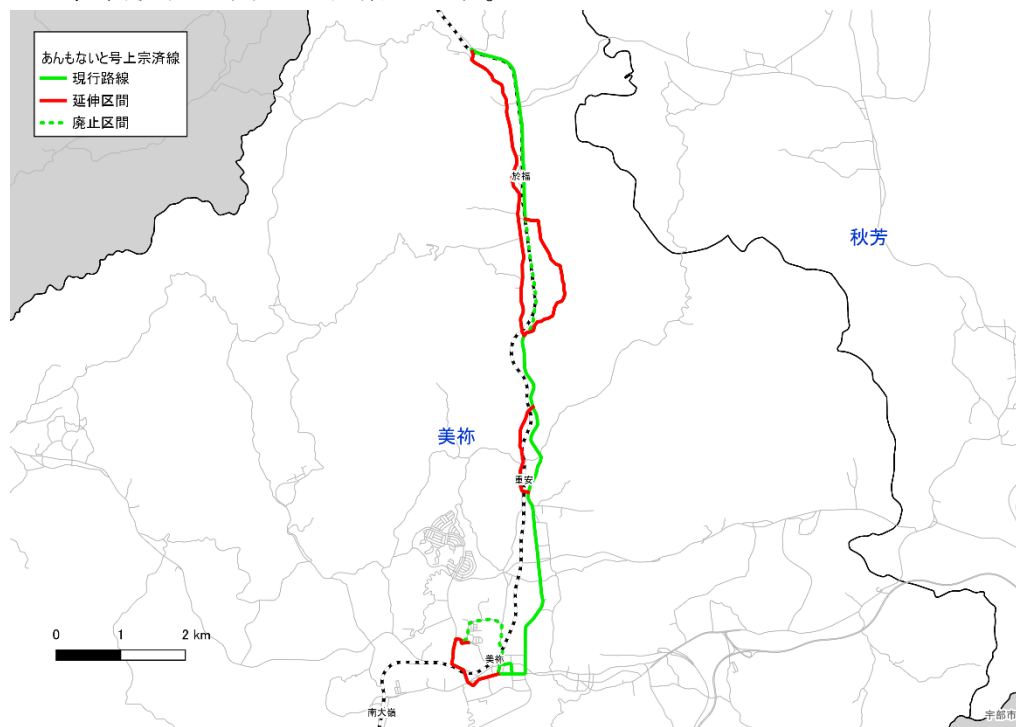 あんもないと号上宗済線
現行路線
延伸区間
廃止区間
於福
秋芳
美祢
重安
0 1 2 km
美祢
南大嶺
宇部市